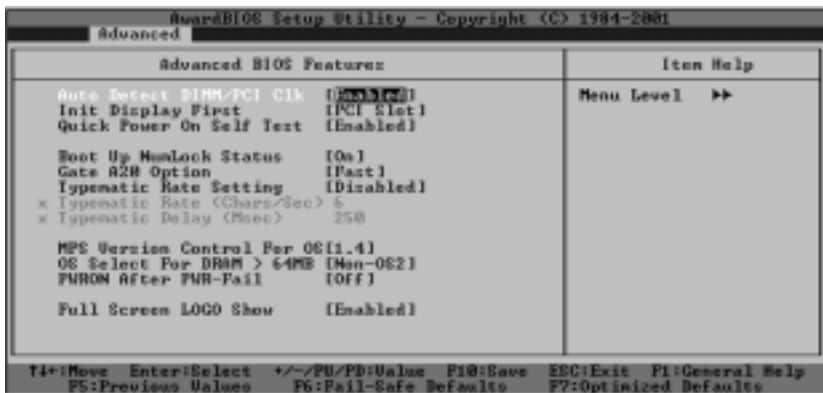 AwardBIOS Setup Utility - Copyright (C) 1984-2001
Advanced
Advanced BIOS Features
Item Help
Auto Detect DIMM/PCI Clk [Enabled]
Menu Level ▶▶
Init Display First [PCI Slot]
Quick Power On Self Test [Enabled]
Boot Up NumLock Status [On]
Gate A20 Option [Fast]
Typematic Rate Setting [Disabled]
x Typematic Rate (Chars/Sec) 6
x Typematic Delay (Msec) 250
MPS Version Control For OS[1.4]
OS Select For DRAM > 64MB [Non-OS2]
PWRON After PWR-Fail [Off]
Full Screen LOGO Show [Enabled]
↑↓←:Move Enter:Select +/-/PU/PD:Value F10:Save ESC:Exit F1:General Help
F5:Previous Values F6:Fail-Safe Defaults F7:Optimized Defaults